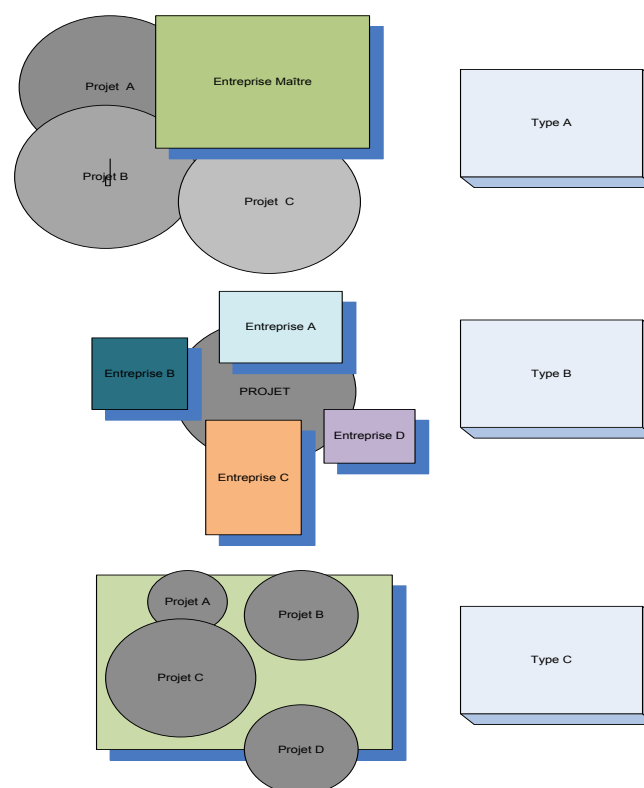 Projet  A
Entreprise Maître
Type A
Projet B
Projet  C
Entreprise A
Entreprise B
PROJET
Type B
Entreprise D
Entreprise C
Projet A
Projet B
Type C
Projet C
Projet D